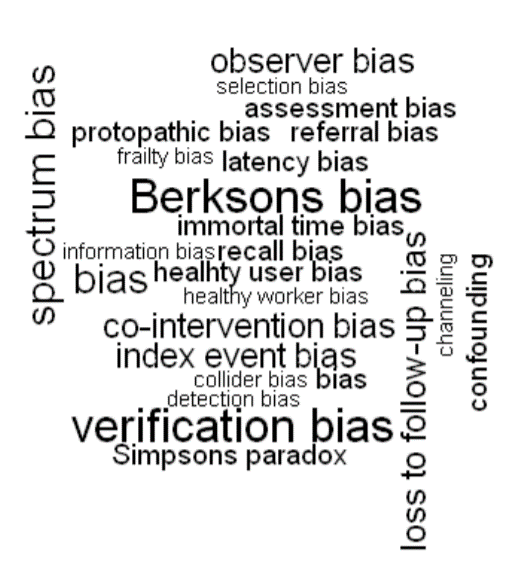 observer bias
selection bias
assessment bias
protopathic bias referral bias
frailty bias latency bias
Berksons bias
immortal time bias
information bias recall bias
bias healhty user bias
healthy worker bias
co-intervention bias
index event bias
collider bias bias
detection bias
verification bias
Simpsons paradox
spectrum bias
loss to follow-up bias
channeling
confounding